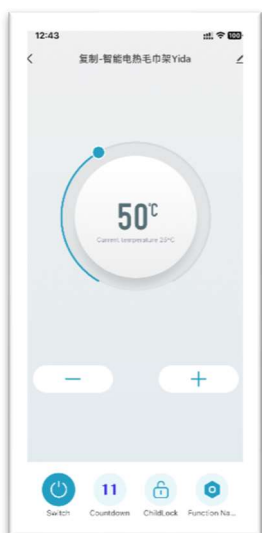 12:43
100
复制-智能电热毛巾架Yida
50℃
Current temperature 29°C
11
Switch Countdown ChildLock Function Na...